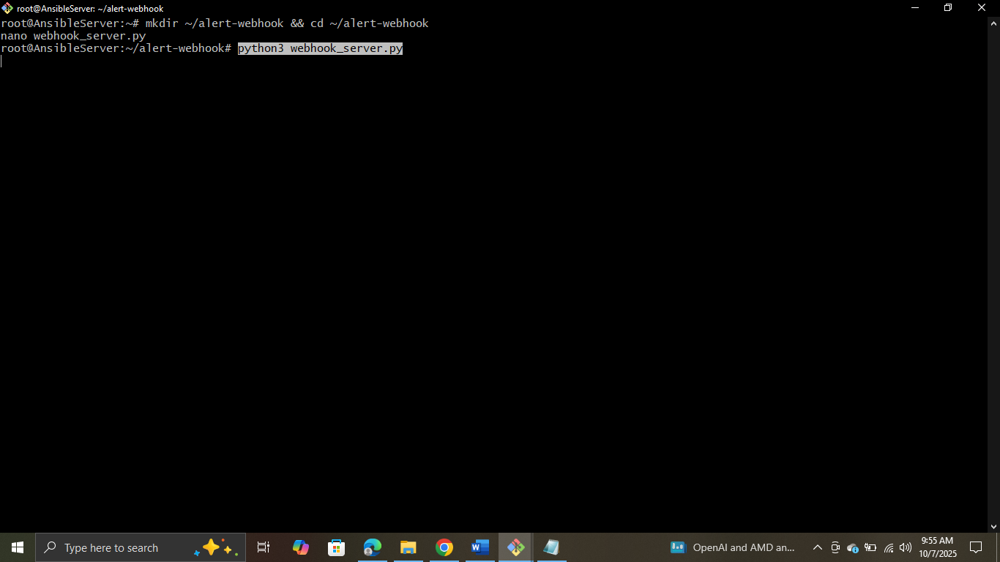 root@AnsibleServer: ~/alert-webhook
root@AnsibleServer:~# mkdir ~/alert-webhook && cd ~/alert-webhook
nano webhook_server.py
root@AnsibleServer:~/alert-webhook# python3 webhook_server.py
Type here to search
OpenAI and AMD an...
9:55 AM
10/7/2025